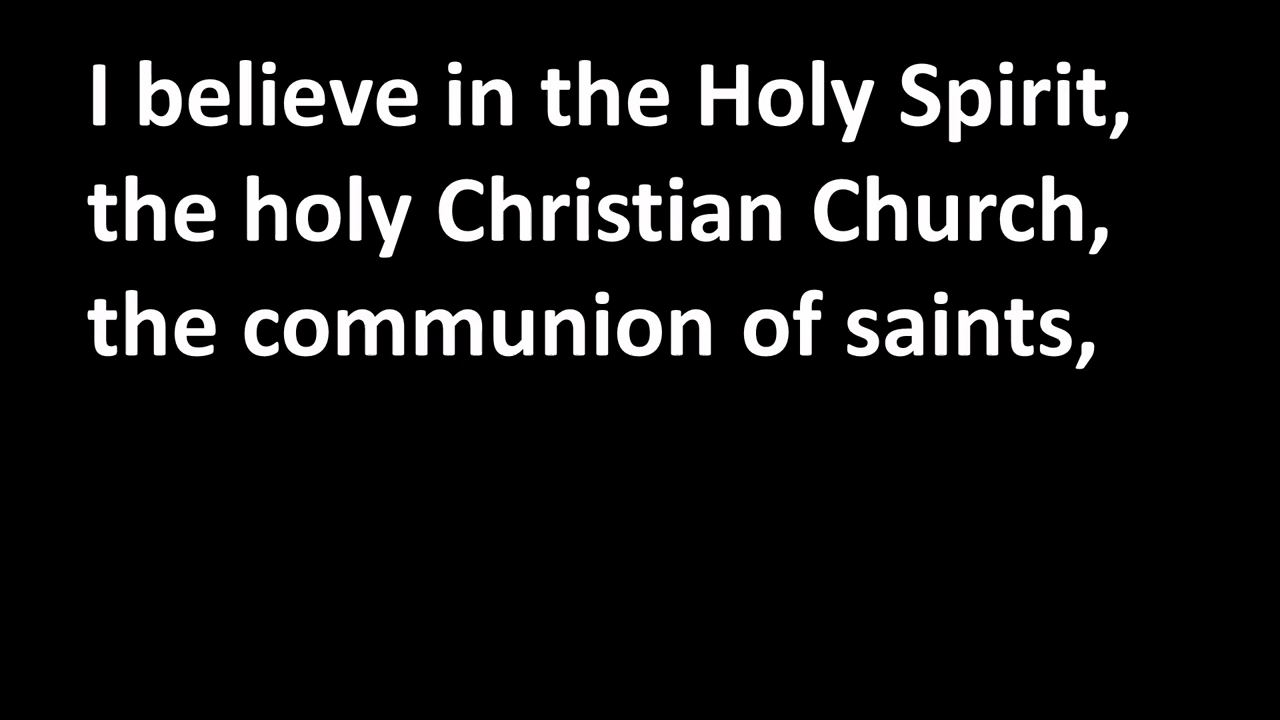 I believe in the Holy Spirit,
the holy Christian Church,
the communion of saints,